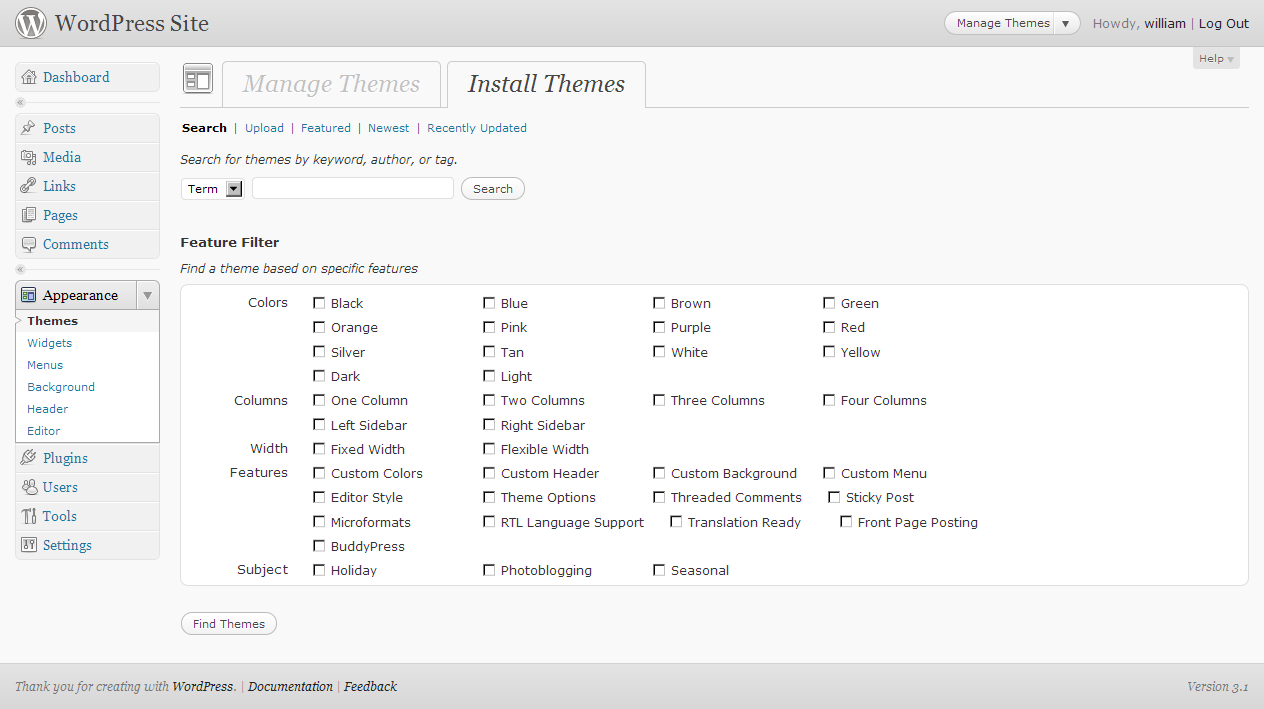 WordPress Site
Manage Themes
Howdy, william | Log Out
Help
Dashboard
Posts
Media
Links
Pages
Comments
Appearance
Themes
Widgets
Menus
Background
Header
Editor
Plugins
Users
Tools
Settings
Manage Themes
Install Themes
Search | Upload | Featured | Newest | Recently Updated
Search for themes by keyword, author, or tag.
Term Search
Feature Filter
Find a theme based on specific features
Colors Black Blue Brown Green
Orange Pink Purple Red
Silver Tan White Yellow
Dark Light
Columns One Column Two Columns Three Columns Four Columns
Left Sidebar Right Sidebar
Width Fixed Width Flexible Width
Features Custom Colors Custom Header Custom Background Custom Menu
Editor Style Theme Options Threaded Comments Sticky Post
Microformats RTL Language Support Translation Ready Front Page Posting
BuddyPress
Subject Holiday Photoblogging Seasonal
Find Themes
Thank you for creating with WordPress. | Documentation | Feedback
Version 3.1